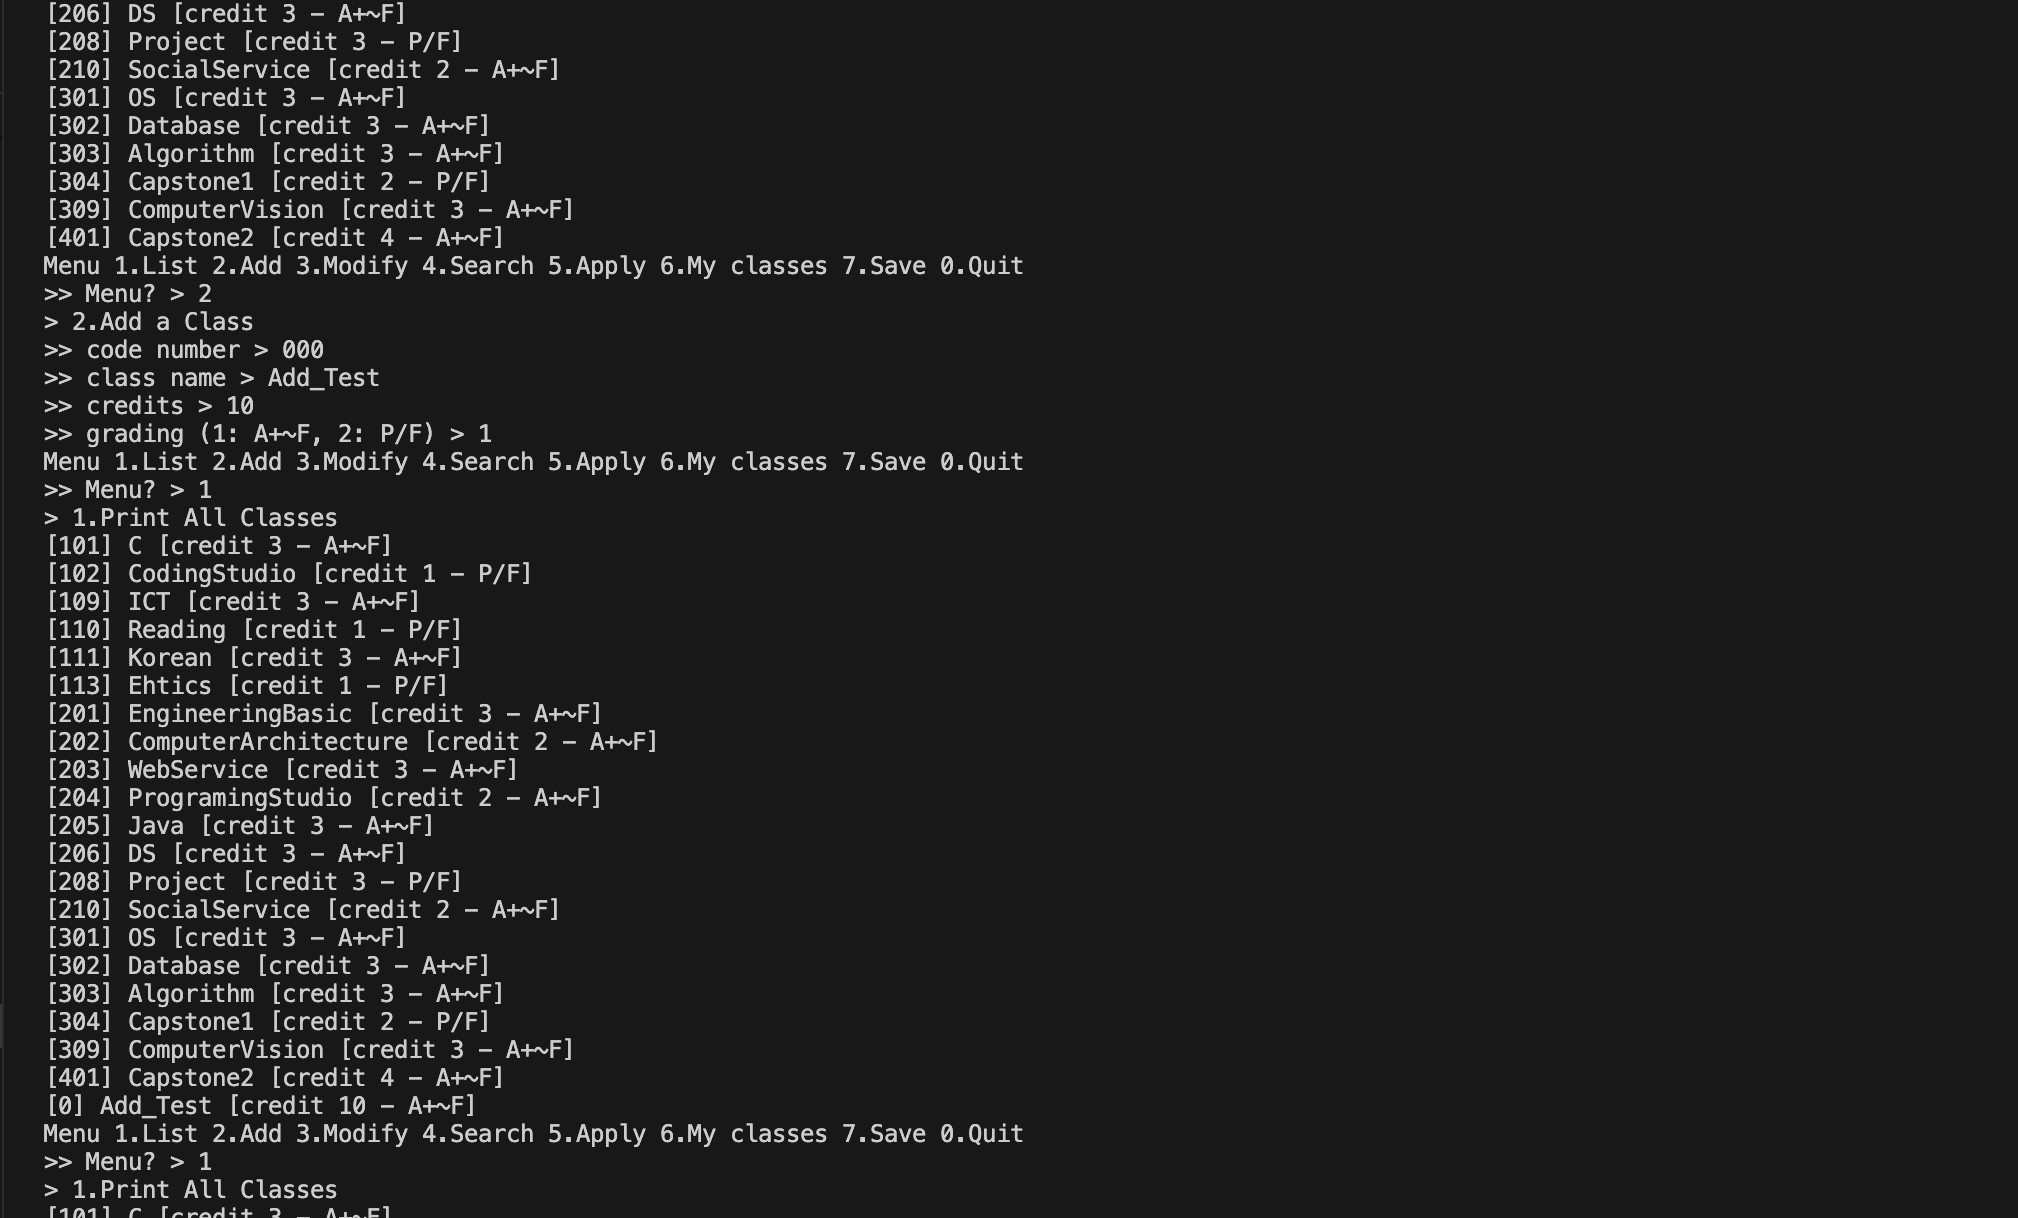 [206] DS [credit 3 - A+~F]
[208] Project [credit 3 - P/F]
[210] SocialService [credit 2 - A+~F]
[301] OS [credit 3 - A+~F]
[302] Database [credit 3 - A+~F]
[303] Algorithm [credit 3 - A+~F]
[304] Capstone1 [credit 2 - P/F]
[309] ComputerVision [credit 3 - A+~F]
[401] Capstone2 [credit 4 - A+~F]
Menu 1.List 2.Add 3.Modify 4.Search 5.Apply 6.My classes 7.Save 0.Quit
>> Menu? > 2
> 2.Add a Class
>> code number > 000
>> class name > Add_Test
>> credits > 10
>> grading (1: A+~F, 2: P/F) > 1
Menu 1.List 2.Add 3.Modify 4.Search 5.Apply 6.My classes 7.Save 0.Quit
>> Menu? > 1
> 1.Print All Classes
[101] C [credit 3 - A+~F]
[102] CodingStudio [credit 1 - P/F]
[109] ICT [credit 3 - A+~F]
[110] Reading [credit 1 - P/F]
[111] Korean [credit 3 - A+~F]
[113] Ehtics [credit 1 - P/F]
[201] EngineeringBasic [credit 3 - A+~F]
[202] ComputerArchitecture [credit 2 - A+~F]
[203] WebService [credit 3 - A+~F]
[204] ProgramingStudio [credit 2 - A+~F]
[205] Java [credit 3 - A+~F]
[206] DS [credit 3 - A+~F]
[208] Project [credit 3 - P/F]
[210] SocialService [credit 2 - A+~F]
[301] OS [credit 3 - A+~F]
[302] Database [credit 3 - A+~F]
[303] Algorithm [credit 3 - A+~F]
[304] Capstone1 [credit 2 - P/F]
[309] ComputerVision [credit 3 - A+~F]
[401] Capstone2 [credit 4 - A+~F]
[0] Add_Test [credit 10 - A+~F]
Menu 1.List 2.Add 3.Modify 4.Search 5.Apply 6.My classes 7.Save 0.Quit
>> Menu? > 1
> 1.Print All Classes
[101] C [credit 3 - A+~F]